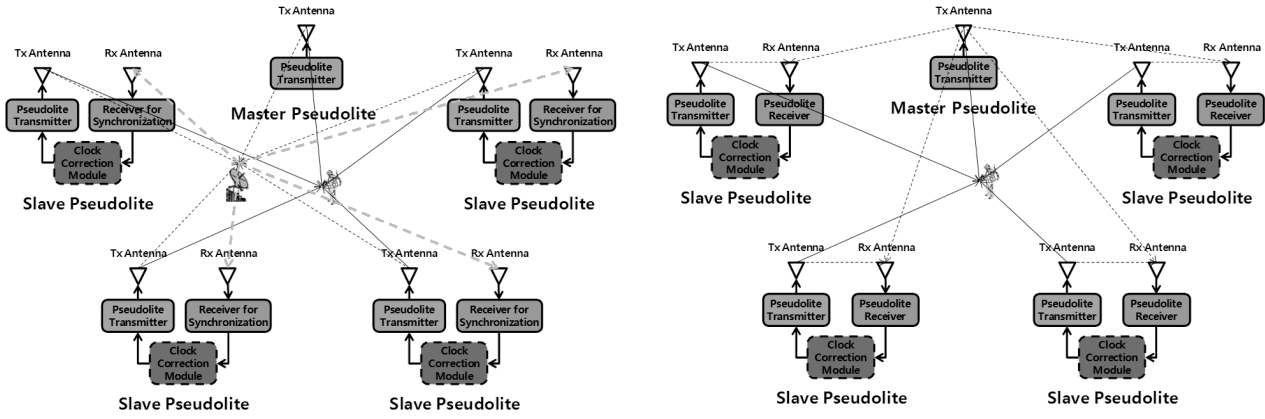 Tx Antenna
Tx Antenna
Rx Antenna
Pseudolite
Transmitter
Master Pseudolite
Tx Antenna
Rx Antenna
Pseudolite
Transmitter
Receiver for
Synchronization
Clock
Correction
Module
Slave Pseudolite
Pseudolite
Transmitter
Receiver for
Synchronization
Clock
Correction
Module
Slave Pseudolite
Tx Antenna
Rx Antenna
Pseudolite
Transmitter
Receiver for
Synchronization
Clock
Correction
Module
Slave Pseudolite
Tx Antenna
Rx Antenna
Pseudolite
Transmitter
Receiver for
Synchronization
Clock
Correction
Module
Slave Pseudolite
Tx Antenna
Tx Antenna
Rx Antenna
Pseudolite
Transmitter
Master Pseudolite
Tx Antenna
Rx Antenna
Pseudolite
Transmitter
Pseudolite
Receiver
Clock
Correction
Module
Slave Pseudolite
Pseudolite
Transmitter
Pseudolite
Receiver
Clock
Correction
Module
Slave Pseudolite
Tx Antenna
Rx Antenna
Pseudolite
Transmitter
Pseudolite
Receiver
Clock
Correction
Module
Slave Pseudolite
Tx Antenna
Rx Antenna
Pseudolite
Transmitter
Pseudolite
Receiver
Clock
Correction
Module
Slave Pseudolite